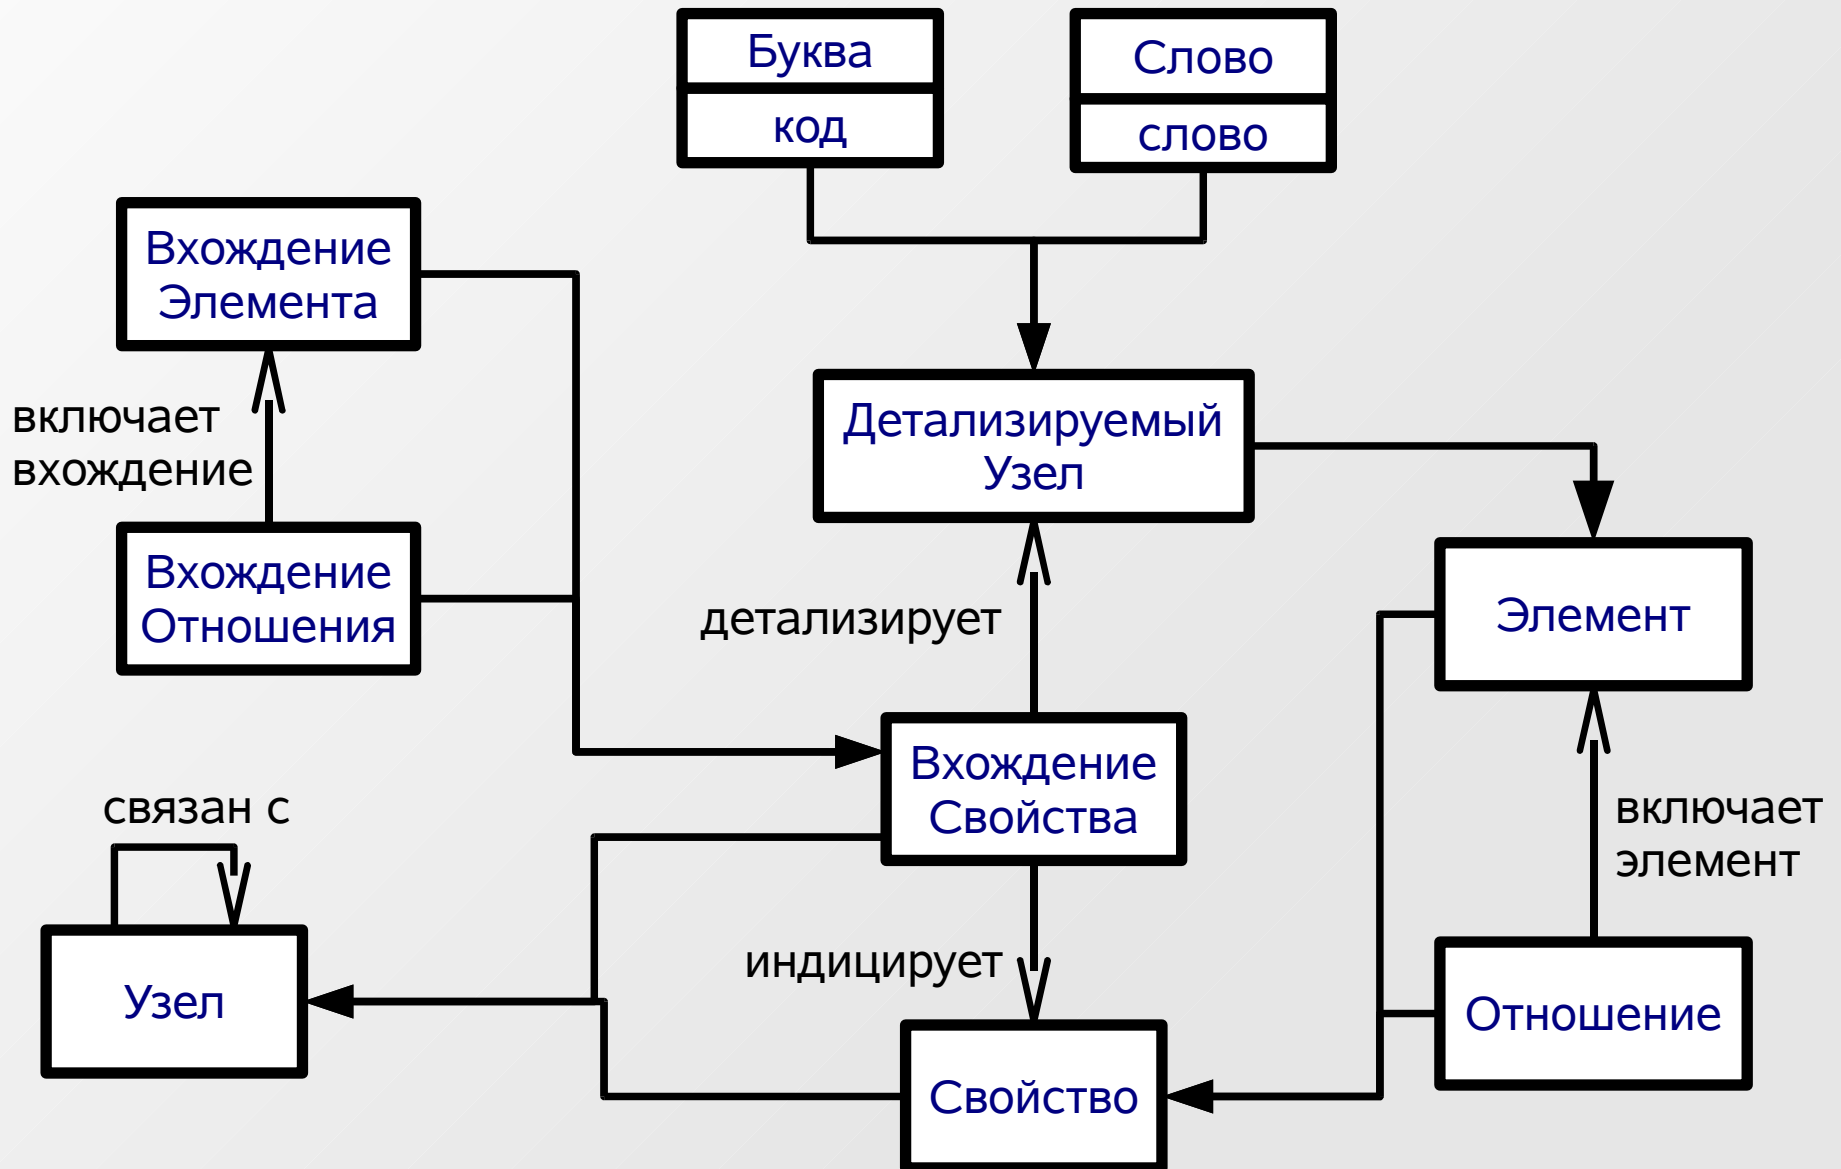 Буква
код
Слово
слово
Вхождение
Элемента
включает
вхождение
Детализируемый
Узел
Вхождение
Отношения
детализирует
Элемент
Вхождение
Свойства
связан с
включает
элемент
индицирует
Узел
Отношение
Свойство